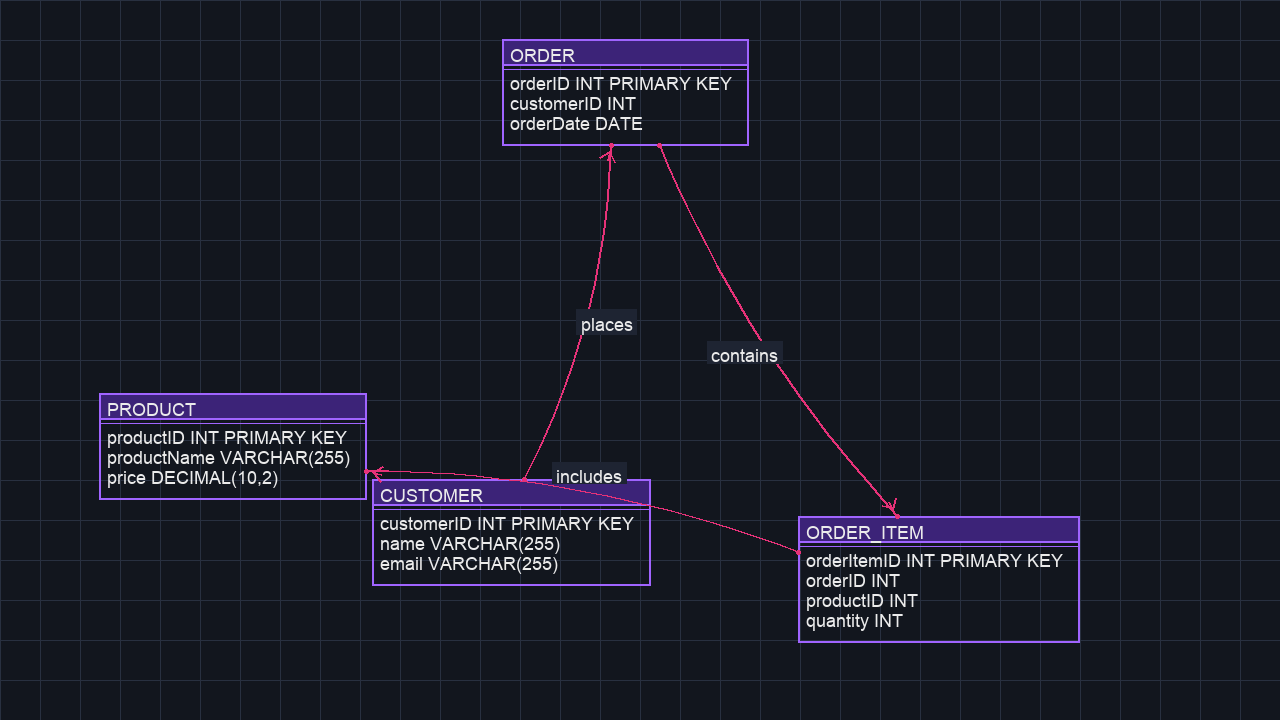 ORDER
orderID INT PRIMARY KEY
customerID INT
orderDate DATE
places
contains
PRODUCT
productID INT PRIMARY KEY
productName VARCHAR(255)
price DECIMAL(10,2)
includes
CUSTOMER
customerID INT PRIMARY KEY
name VARCHAR(255)
email VARCHAR(255)
ORDER_ITEM
orderItemID INT PRIMARY KEY
orderID INT
productID INT
quantity INT